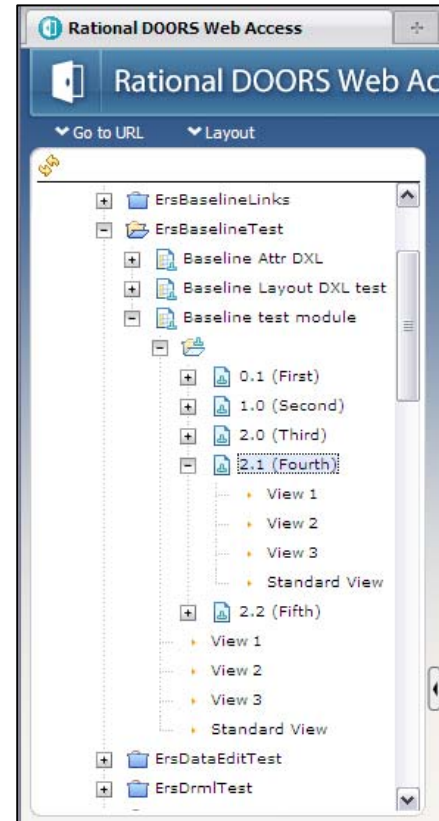 Rational DOORS Web Access
Rational DOORS Web Ac
Go to URL Layout
ErsBaselineLinks
ErsBaselineTest
Baseline Attr DXL
Baseline Layout DXL test
Baseline test module
0.1 (First)
1.0 (Second)
2.0 (Third)
2.1 (Fourth)
View 1
View 2
View 3
Standard View
2.2 (Fifth)
View 1
View 2
View 3
Standard View
ErsDataEditTest
ErsDrmlTest